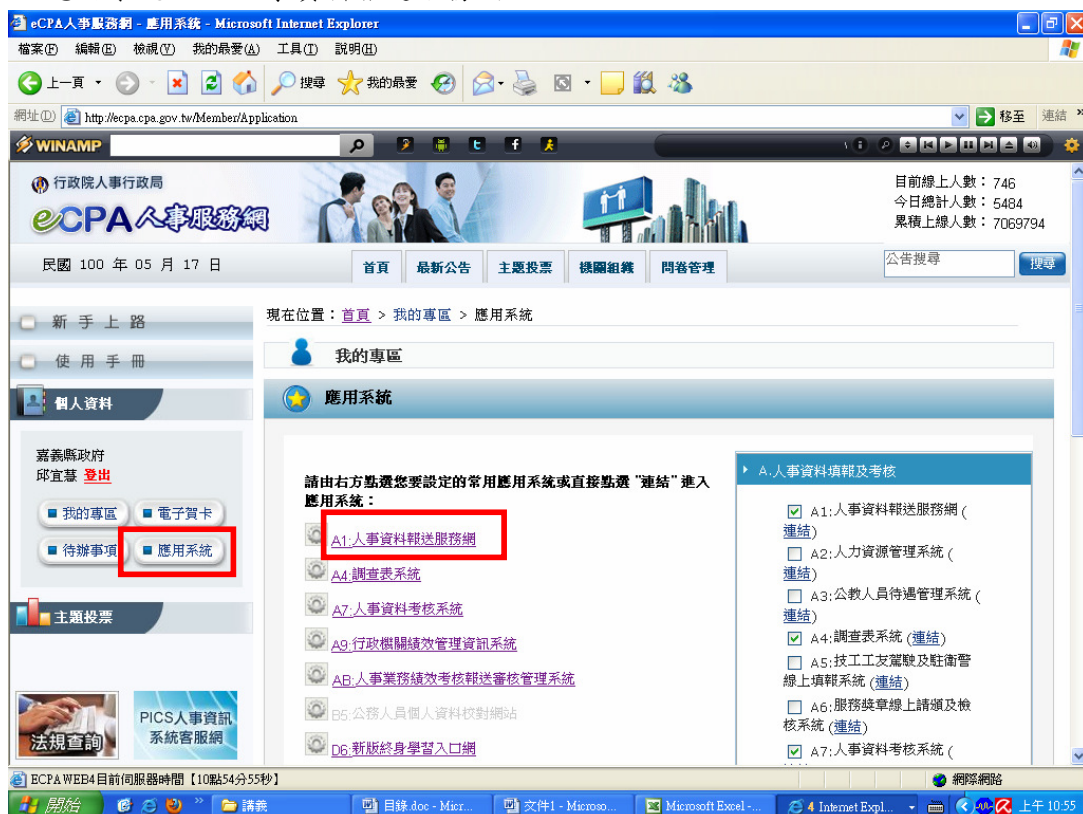 eCPA人事服務網 - 應用系統 - Microsoft Internet Explorer
檔案(F) 編輯(E) 檢視(V) 我的最愛(A) 工具(T) 說明(H)
上一頁 搜尋 我的最愛
網址(D) http://ecpa.cpa.gov.tw/Member/Application 移至 連結 »
WINAMP
行政院人事行政局
eCPA人事服務網
目前線上人數：746
今日總計人數：5484
累積上線人數：7069794
民國 100 年 05 月 17 日
首頁 最新公告 主題投票 機關組織 問卷管理
公告搜尋 搜尋
新手上路
使用手冊
個人資料
嘉義縣政府
邱宜慧 登出
我的專區 電子賀卡
待辦事項 應用系統
主題投票
法規查詢
PICS人事資訊
系統客服網
現在位置：首頁 > 我的專區 > 應用系統
我的專區
應用系統
請由右方點選您要設定的常用應用系統或直接點選 "連結" 進入
應用系統：
A1:人事資料報送服務網
A4:調查表系統
A7:人事資料考核系統
A9:行政機關績效管理資訊系統
AB:人事業務績效考核報送審核管理系統
B5:公務人員個人資料校對網站
D6:新版終身學習入口網
A.人事資料填報及考核
A1:人事資料報送服務網 (
連結)
A2:人力資源管理系統 (
連結)
A3:公教人員待遇管理系統 (
連結)
A4:調查表系統 (連結)
A5:技工工友駕駛及駐衛警
線上填報系統 (連結)
A6:服務獎章線上請頒及檢
核系統 (連結)
A7:人事資料考核系統 (
ECPA WEB4目前伺服器時間【10點54分55秒】 網際網路
開始 » 講義 目錄.doc - Micr... 文件1 - Microso... Microsoft Excel -... 4 Internet Expl... 上午 10:55